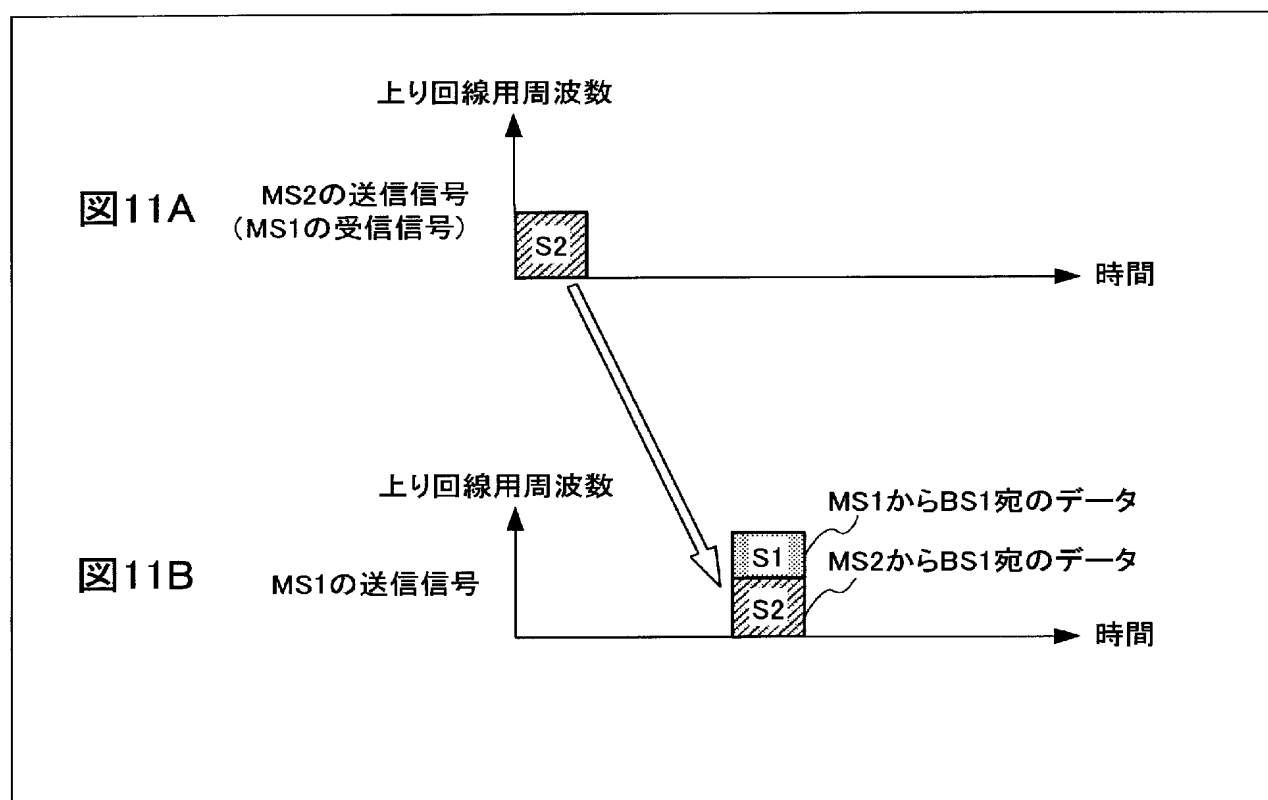 上り回線用周波数
図11A
MS2の送信信号
(MS1の受信信号)
S2
時間
上り回線用周波数
図11B
MS1の送信信号
S1
S2
MS1からBS1宛のデータ
MS2からBS1宛のデータ
時間